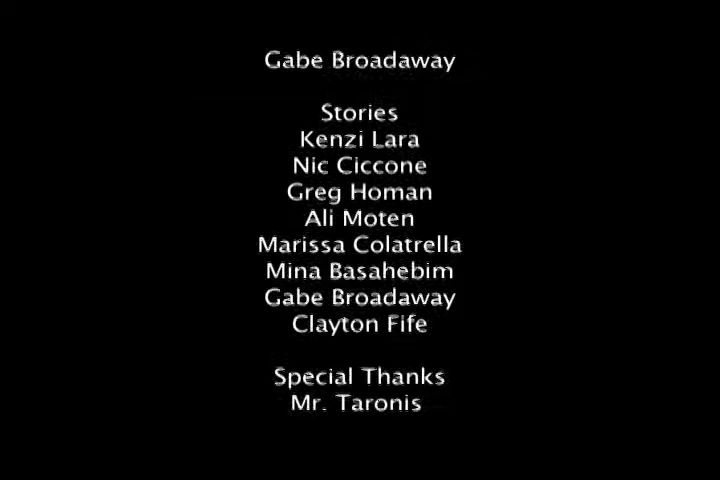 Gabe Broadaway
Stories
Kenzi Lara
Nic Ciccone
Greg Homan
Ali Moten
Marissa Colatrella
Mina Basahebim
Gabe Broadaway
Clayton Fife
Special Thanks
Mr. Taronis